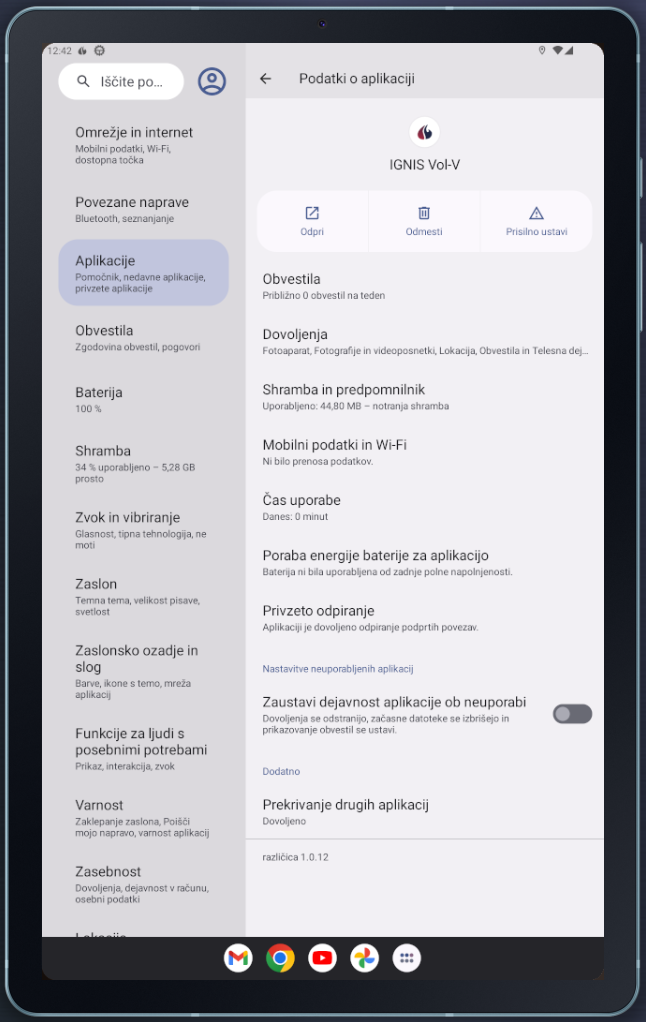 12:42
Iščite po…
Omrežje in internet
Mobilni podatki, Wi-Fi,
dostopna točka
Povezane naprave
Bluetooth, seznanjanje
Aplikacije
Pomočnik, nedavne aplikacije,
privzete aplikacije
Obvestila
Zgodovina obvestil, pogovori
Baterija
100 %
Shramba
34 % uporabljeno – 5,28 GB
prosto
Zvok in vibriranje
Glasnost, tipna tehnologija, ne
moti
Zaslon
Temna tema, velikost pisave,
svetlost
Zaslonsko ozadje in
slog
Barve, ikone s temo, mreža
aplikacij
Funkcije za ljudi s
posebnimi potrebami
Prikaz, interakcija, zvok
Varnost
Zaklepanje zaslona, Poišči
mojo napravo, varnost aplikacij
Zasebnost
Dovoljenja, dejavnost v računu,
osebni podatki
Podatki o aplikaciji
IGNIS Vol-V
Odpri
Odmesti
Prisilno ustavi
Obvestila
Približno 0 obvestil na teden
Dovoljenja
Fotoaparat, Fotografije in videoposnetki, Lokacija, Obvestila in Telesna dej…
Shramba in predpomnilnik
Uporabljeno: 44,80 MB – notranja shramba
Mobilni podatki in Wi-Fi
Ni bilo prenosa podatkov.
Čas uporabe
Danes: 0 minut
Poraba energije baterije za aplikacijo
Baterija ni bila uporabljena od zadnje polne napolnjenosti.
Privzeto odpiranje
Aplikaciji je dovoljeno odpiranje podprtih povezav.
Nastavitve neuporabljenih aplikacij
Zaustavi dejavnost aplikacije ob neuporabi
Dovoljenja se odstranijo, začasne datoteke se izbrišejo in
prikazovanje obvestil se ustavi.
Dodatno
Prekrivanje drugih aplikacij
Dovoljeno
različica 1.0.12